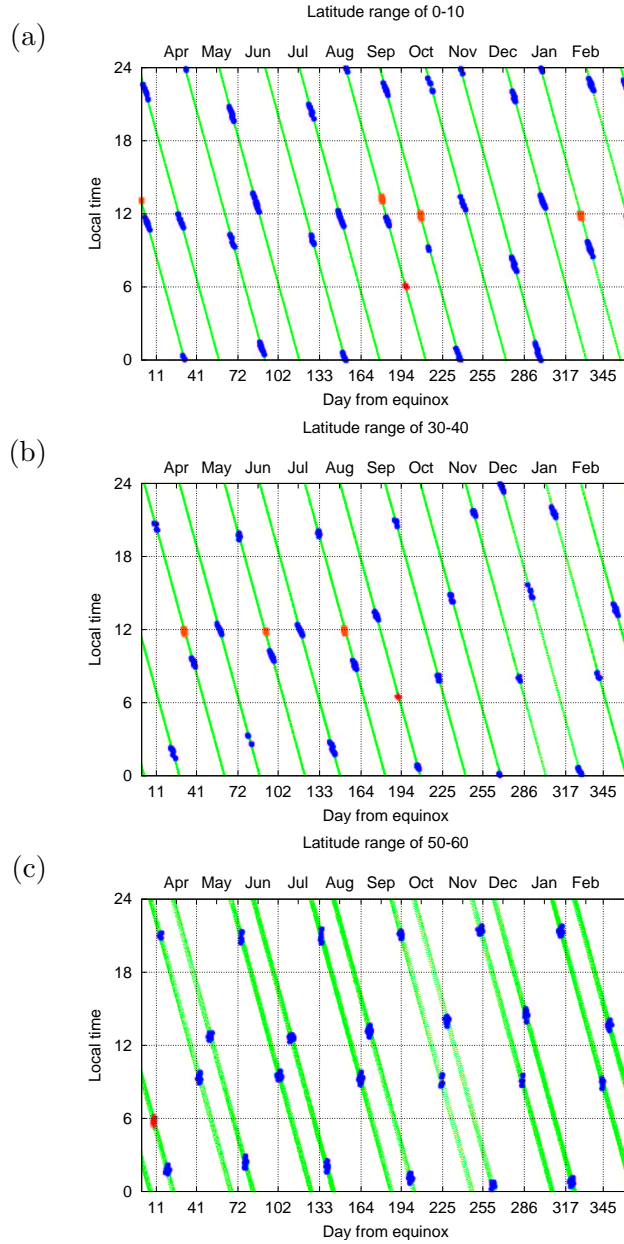 Latitude range of 0-10
(a)
Apr May Jun Jul Aug Sep Oct Nov Dec Jan Feb
24
18
12
6
0
Local time
11 41 72 102 133 164 194 225 255 286 317 345
Day from equinox
Latitude range of 30-40
(b)
Apr May Jun Jul Aug Sep Oct Nov Dec Jan Feb
24
18
12
6
0
Local time
11 41 72 102 133 164 194 225 255 286 317 345
Day from equinox
Latitude range of 50-60
(c)
Apr May Jun Jul Aug Sep Oct Nov Dec Jan Feb
24
18
12
6
0
Local time
11 41 72 102 133 164 194 225 255 286 317 345
Day from equinox